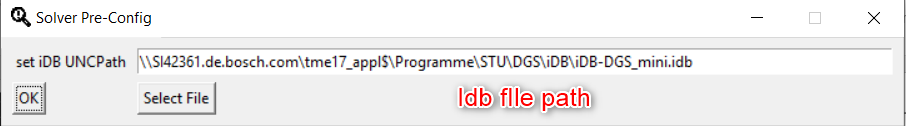 Solver Pre-Config
set iDB UNCPath \\SI42361.de.bosch.com\tme17_appl$\Programme\STU\DGS\iDB\iDB-DGS_mini.idb
OK Select File Idb fIle path